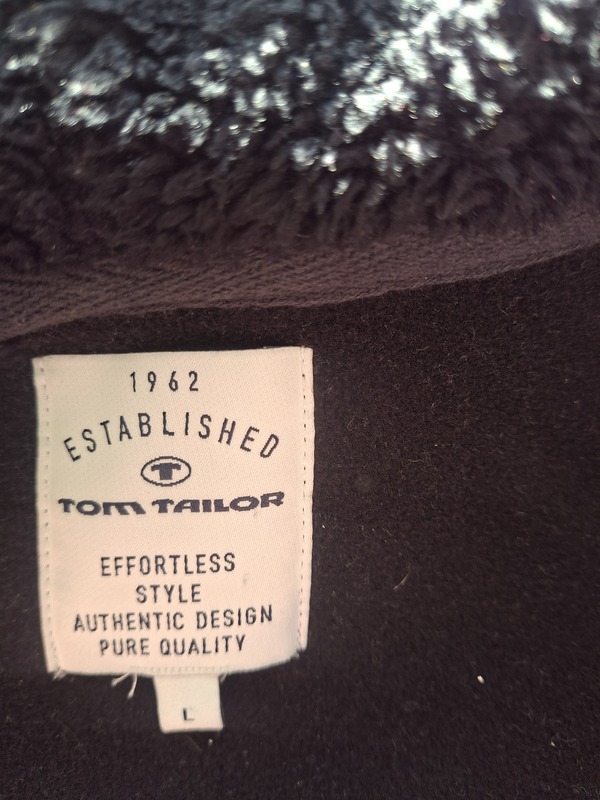 1962
ESTABLISHED
T
TOM TAILOR
EFFORTLESS
STYLE
AUTHENTIC DESIGN
PURE QUALITY
L